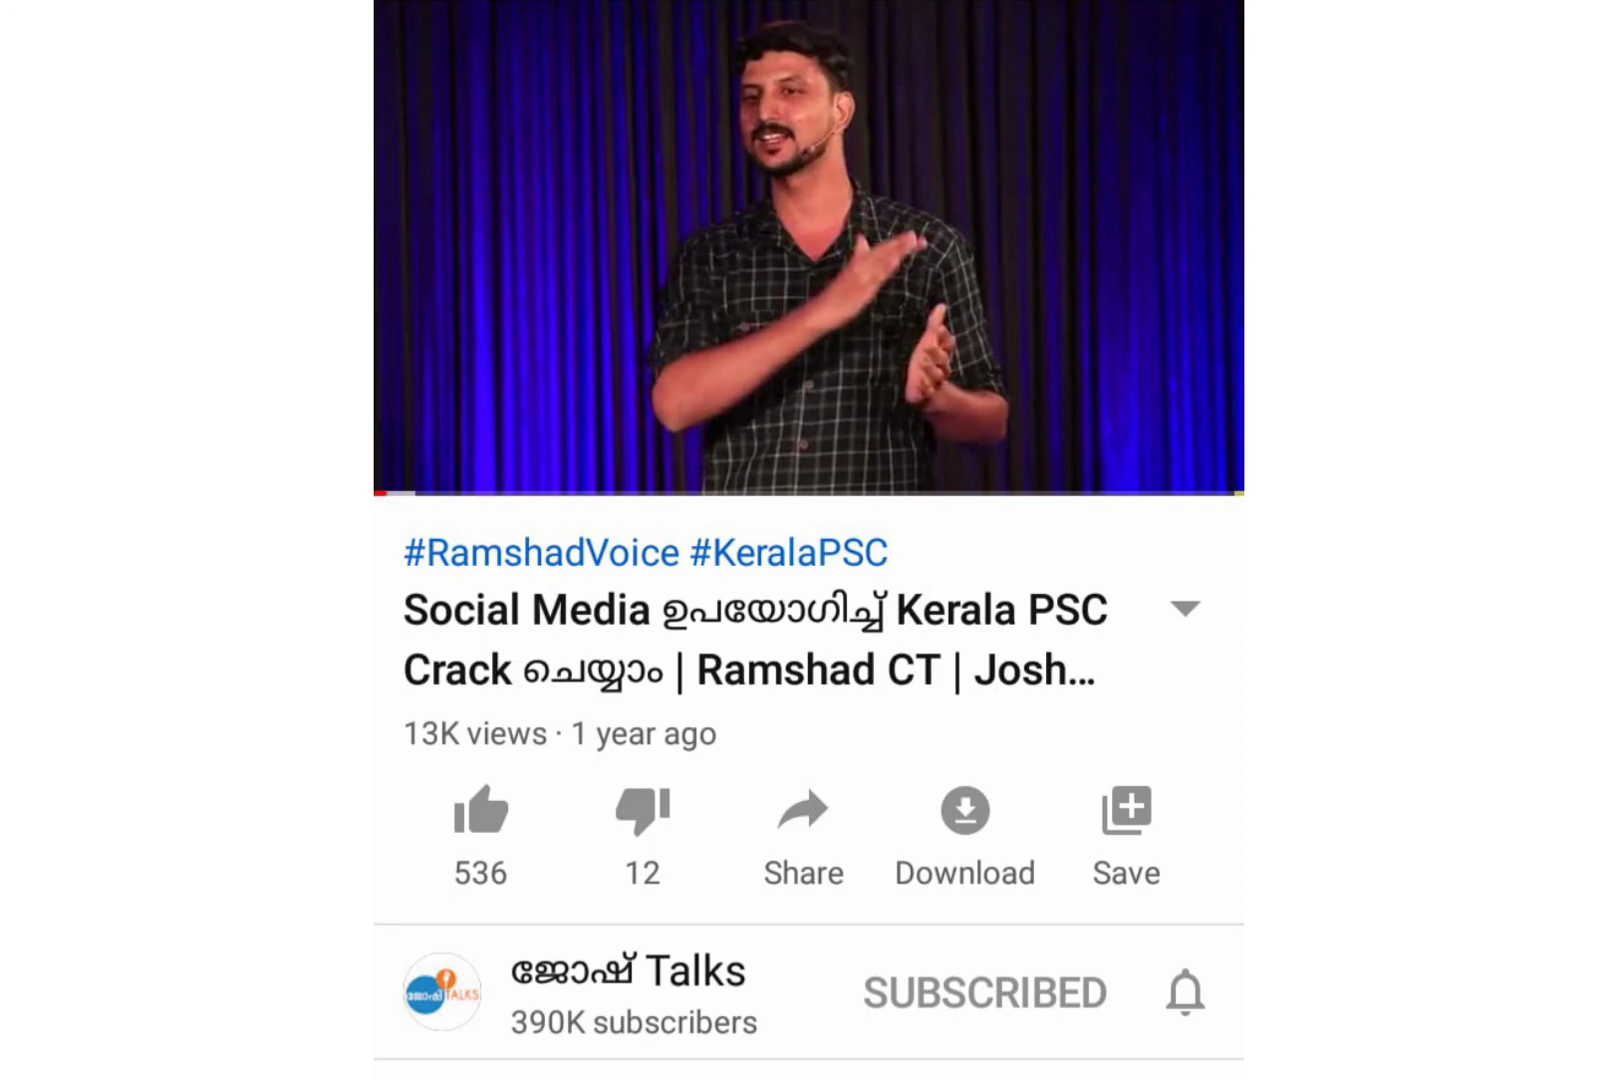 #RamshadVoice #KeralaPSC
Social Media ഉപയോഗിച്ച് Kerala PSC
Crack ചെയ്യാം | Ramshad CT | Josh...
13K views · 1 year ago
536
12
Share
Download
Save
ജോഷ് TALKS
ജോഷ് Talks
390K subscribers
SUBSCRIBED